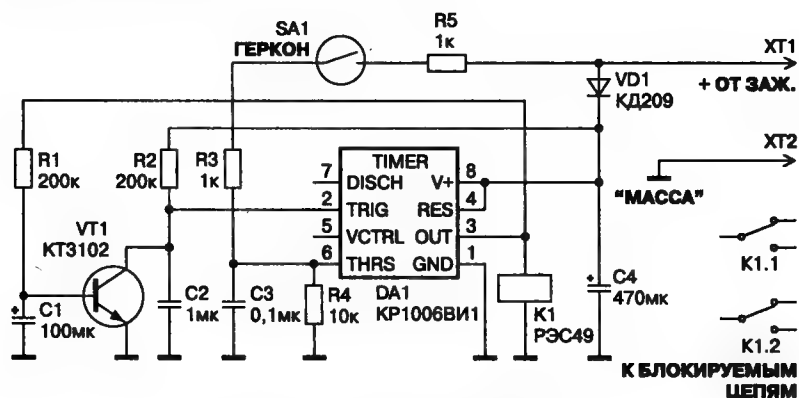 SA1
ГЕРКОН
R5
1к
XT1
+ ОТ ЗАЖ.
VD1
КД209
XT2
"МАССА"
R1
200к
R2
200к
R3
1к
TIMER
7
DISCH
V+
8
2
TRIG
RES
4
5
VCTRL
OUT
3
6
THRS
GND
1
VT1
КТ3102
+
C1
100мк
C2
1мк
C3
0,1мк
R4
10к
DA1
КР1006ВИ1
K1
РЭС49
+
C4
470мк
K1.1
K1.2
К БЛОКИРУЕМЫМ
ЦЕПЯМ